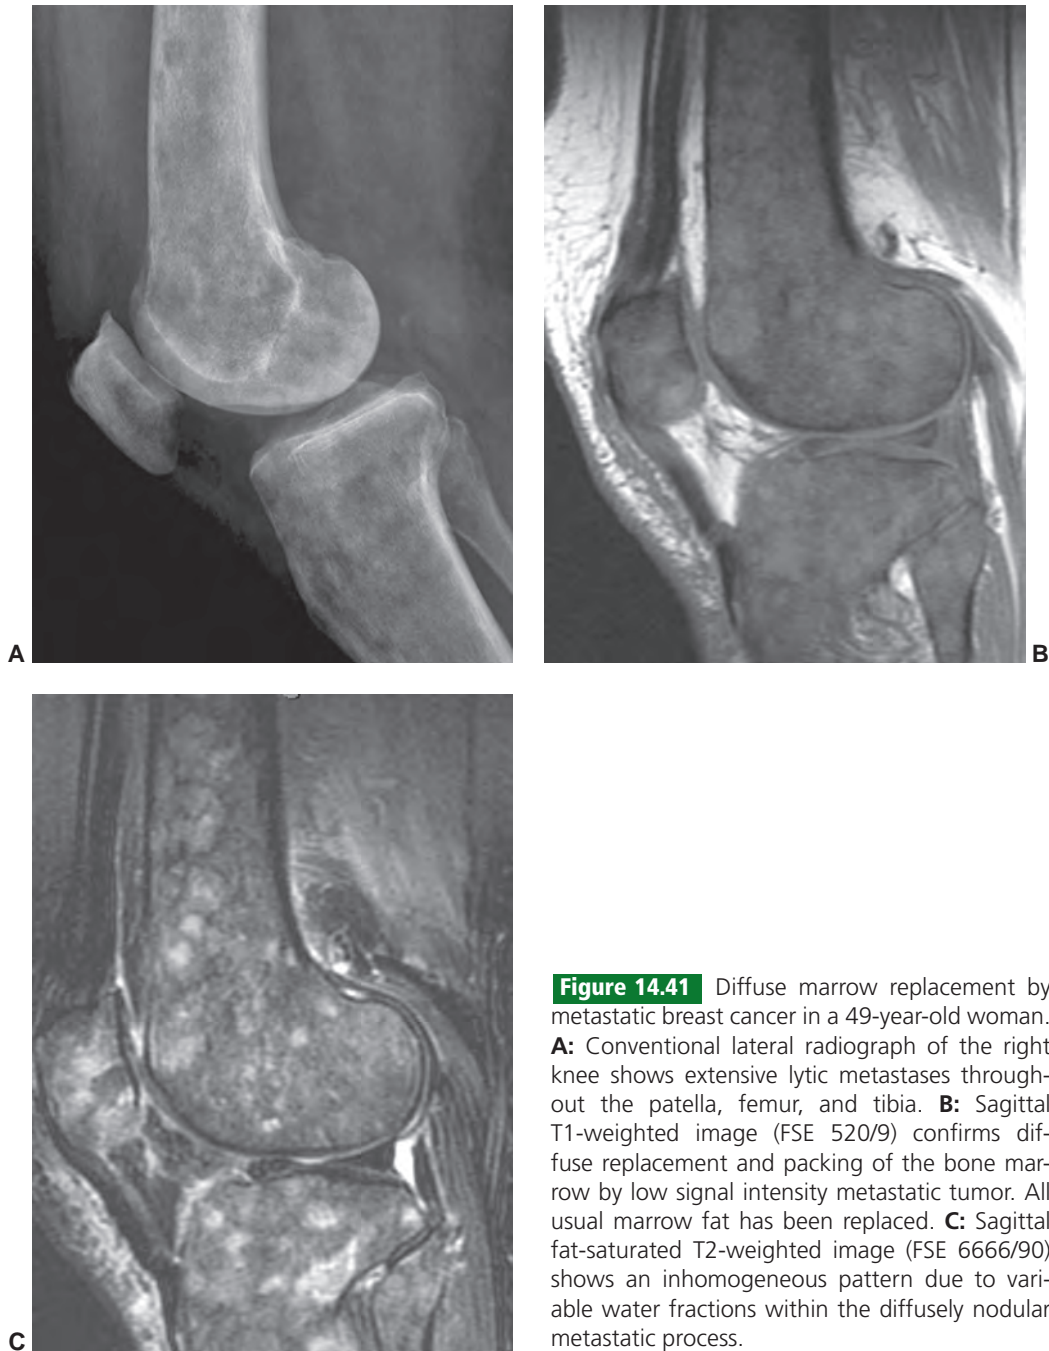 A
B
C
Figure 14.41 Diffuse marrow replacement by
metastatic breast cancer in a 49-year-old woman.
A: Conventional lateral radiograph of the right
knee shows extensive lytic metastases through-
out the patella, femur, and tibia. B: Sagittal
T1-weighted image (FSE 520/9) confirms dif-
fuse replacement and packing of the bone mar-
row by low signal intensity metastatic tumor. All
usual marrow fat has been replaced. C: Sagittal
fat-saturated T2-weighted image (FSE 6666/90)
shows an inhomogeneous pattern due to vari-
able water fractions within the diffusely nodular
metastatic process.